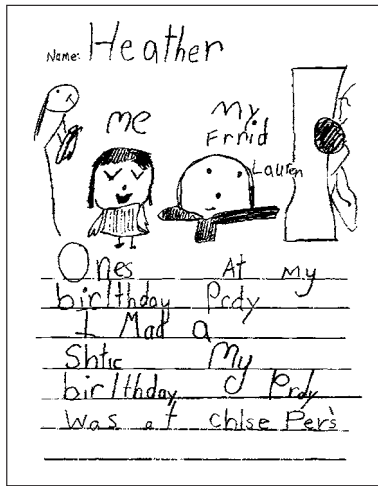 Name: Heather
me
My
Frnid
Lauren
Ones At My
birlthday Prdy
I Mad a
Shtic My
birlthday Prdy
Was at Chlse Per's